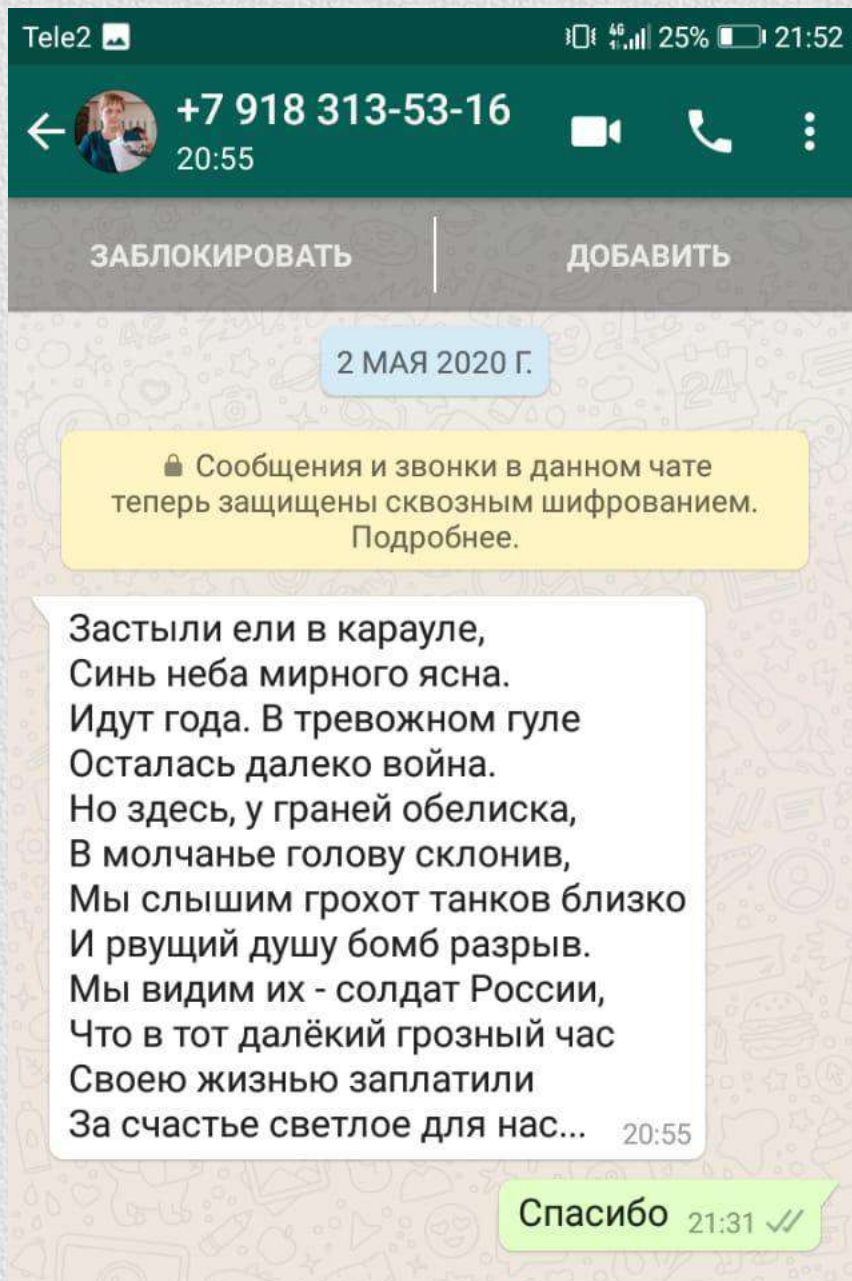 Tele2 4G 25% 21:52
+7 918 313-53-16
20:55
ЗАБЛОКИРОВАТЬ ДОБАВИТЬ
2 МАЯ 2020 Г.
Сообщения и звонки в данном чате
теперь защищены сквозным шифрованием.
Подробнее.
Застыли ели в карауле,
Синь неба мирного ясна.
Идут года. В тревожном гуле
Осталась далеко война.
Но здесь, у граней обелиска,
В молчанье голову склонив,
Мы слышим грохот танков близко
И рвущий душу бомб разрыв.
Мы видим их - солдат России,
Что в тот далёкий грозный час
Своею жизнью заплатили
За счастье светлое для нас... 20:55
Спасибо 21:31